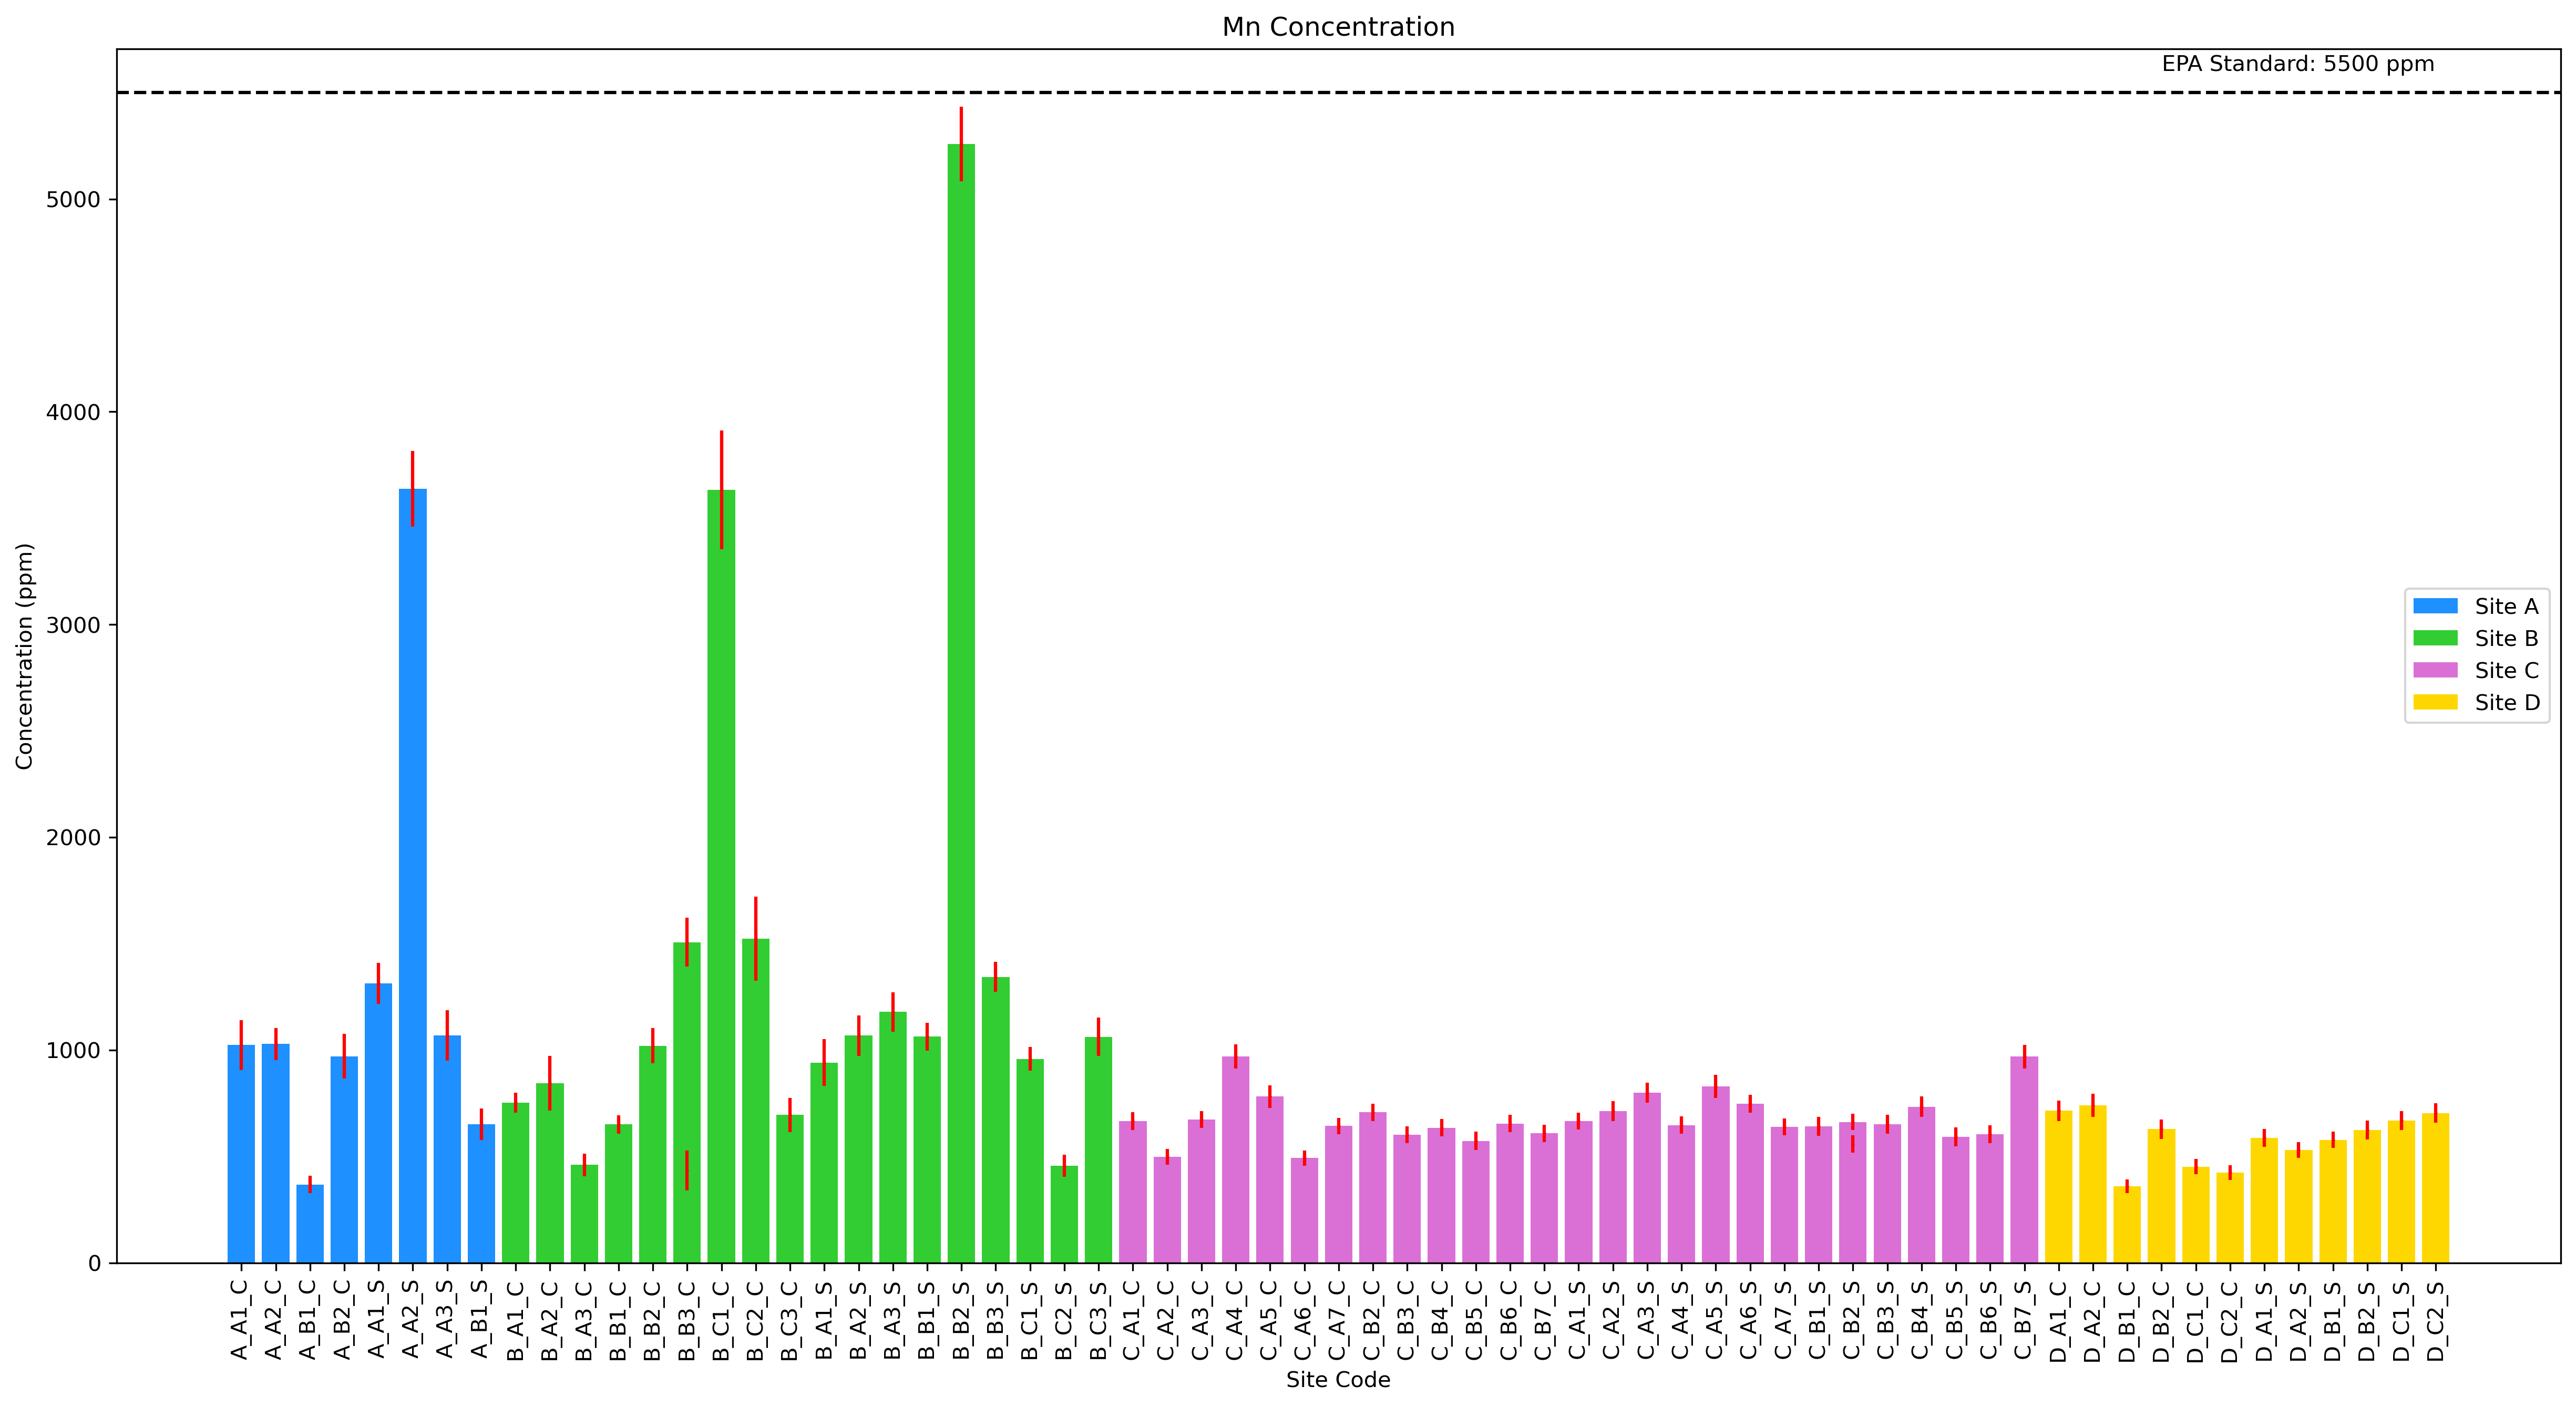 Mn Concentration
EPA Standard: 5500 ppm
5000
4000
3000
2000
1000
0
Concentration (ppm)
Site A
Site B
Site C
Site D
A_A1_C
A_A2_C
A_B1_C
A_B2_C
A_A1_S
A_A2_S
A_A3_S
A_B1_S
B_A1_C
B_A2_C
B_A3_C
B_B1_C
B_B2_C
B_B3_C
B_C1_C
B_C2_C
B_C3_C
B_A1_S
B_A2_S
B_A3_S
B_B1_S
B_B2_S
B_B3_S
B_C1_S
B_C2_S
B_C3_S
C_A1_C
C_A2_C
C_A3_C
C_A4_C
C_A5_C
C_A6_C
C_A7_C
C_B2_C
C_B3_C
C_B4_C
C_B5_C
C_B6_C
C_B7_C
C_A1_S
C_A2_S
C_A3_S
C_A4_S
C_A5_S
C_A6_S
C_A7_S
C_B1_S
C_B2_S
C_B3_S
C_B4_S
C_B5_S
C_B6_S
C_B7_S
D_A1_C
D_A2_C
D_B1_C
D_B2_C
D_C1_C
D_C2_C
D_A1_S
D_A2_S
D_B1_S
D_B2_S
D_C1_S
D_C2_S
Site Code